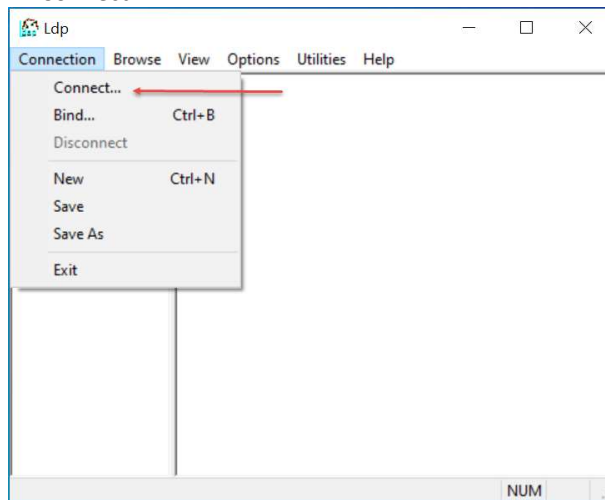 Ldp
Connection Browse View Options Utilities Help
Connect...
Bind... Ctrl+B
Disconnect
New Ctrl+N
Save
Save As
Exit
NUM